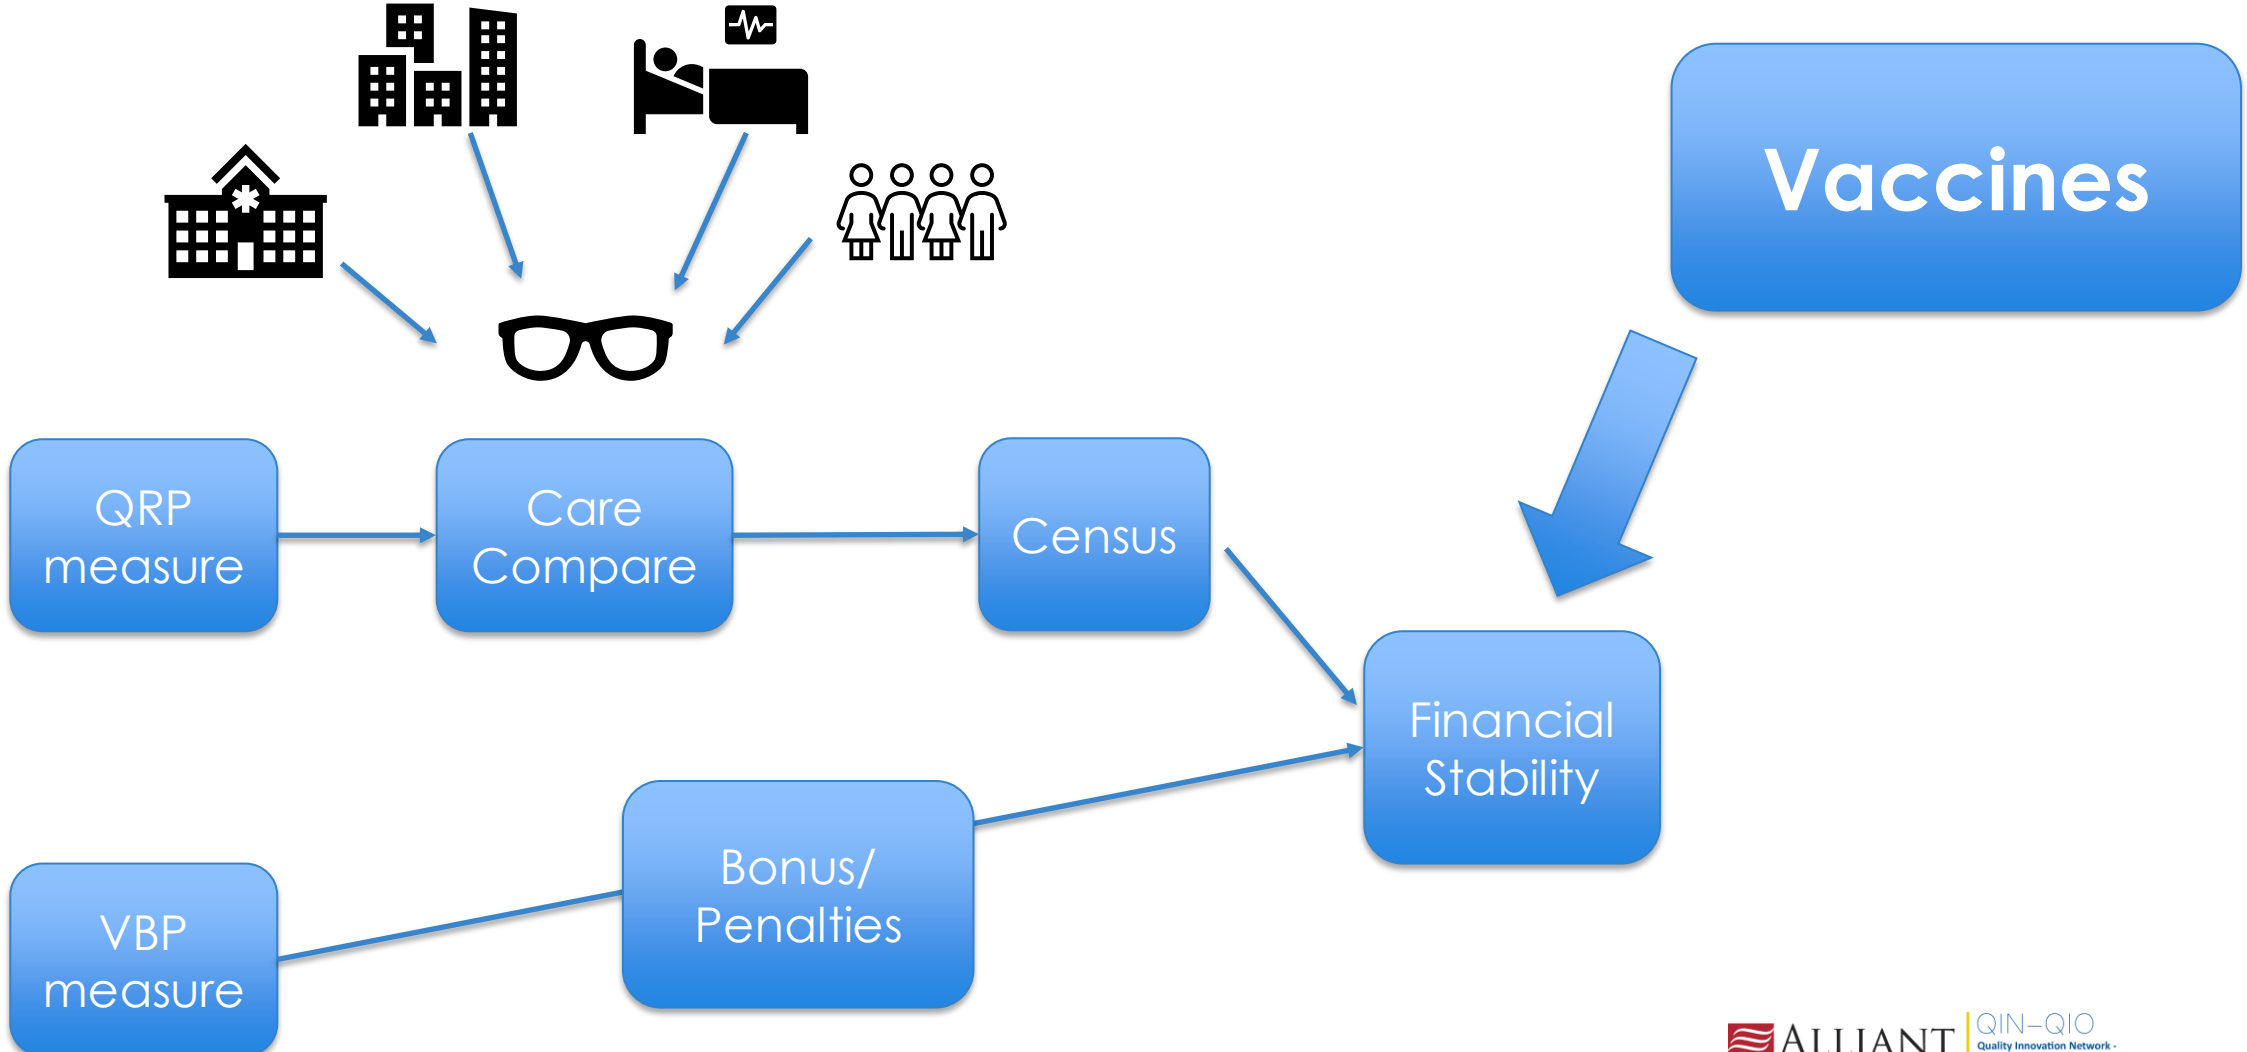 Vaccines
QRP
measure
Care
Compare
Census
Financial
Stability
Bonus/
Penalties
VBP
measure
ALLIANT
QIN–QIO
Quality Innovation Network -